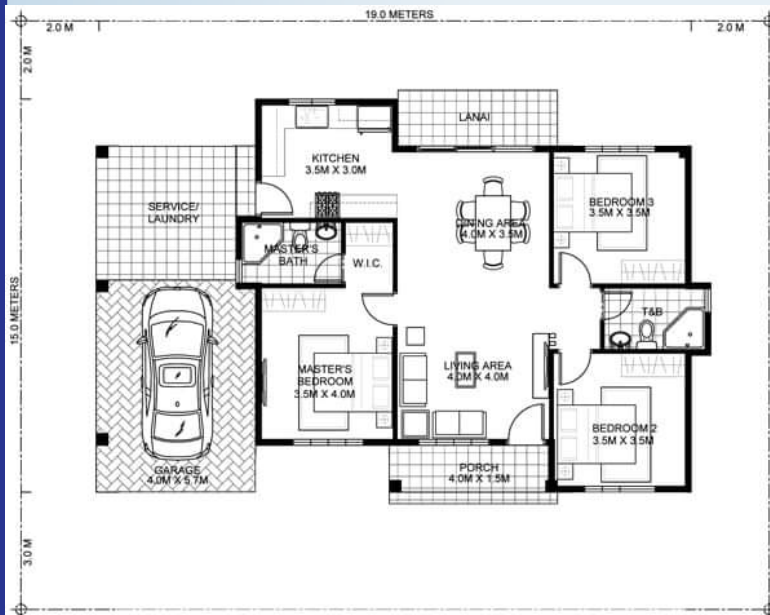 19.0 METERS
2.0 M
2.0 M
2.0 M
LANAI
KITCHEN
3.5M X 3.0M
SERVICE/
LAUNDRY
DINING AREA
4.0M X 3.5M
BEDROOM 3
3.5M X 3.5M
MASTER'S
BATH
W.I.C.
15.0 METERS
T&B
MASTER'S
BEDROOM
3.5M X 4.0M
LIVING AREA
4.0M X 4.0M
BEDROOM 2
3.5M X 3.5M
GARAGE
4.0M X 5.7M
PORCH
4.0M X 1.5M
3.0 M